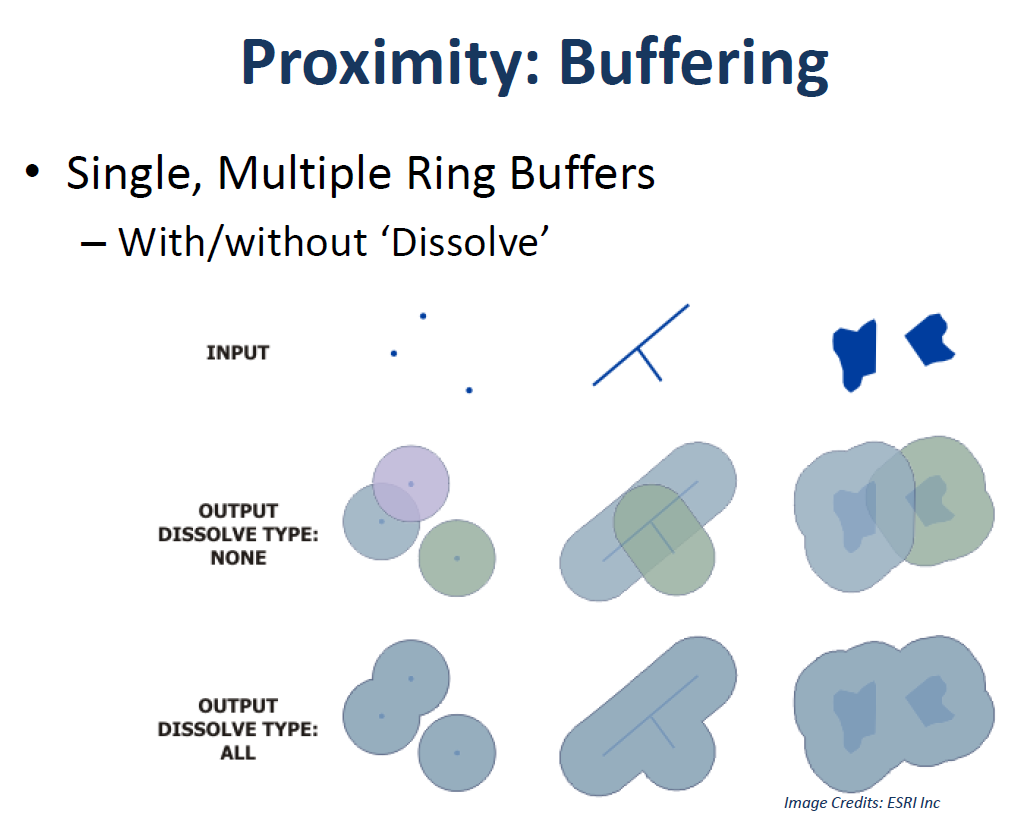 Proximity: Buffering
• Single, Multiple Ring Buffers
– With/without ‘Dissolve’
INPUT
OUTPUT
DISSOLVE TYPE:
NONE
OUTPUT
DISSOLVE TYPE:
ALL
Image Credits: ESRI Inc